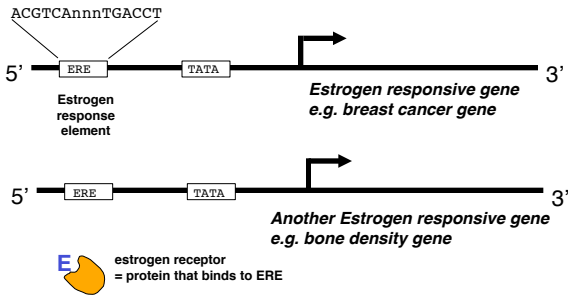 ACGTCAnnnTGACCT
5' ERE TATA 3'
Estrogen
response
element
Estrogen responsive gene
e.g. breast cancer gene
5' ERE TATA 3'
Another Estrogen responsive gene
e.g. bone density gene
E
estrogen receptor
= protein that binds to ERE